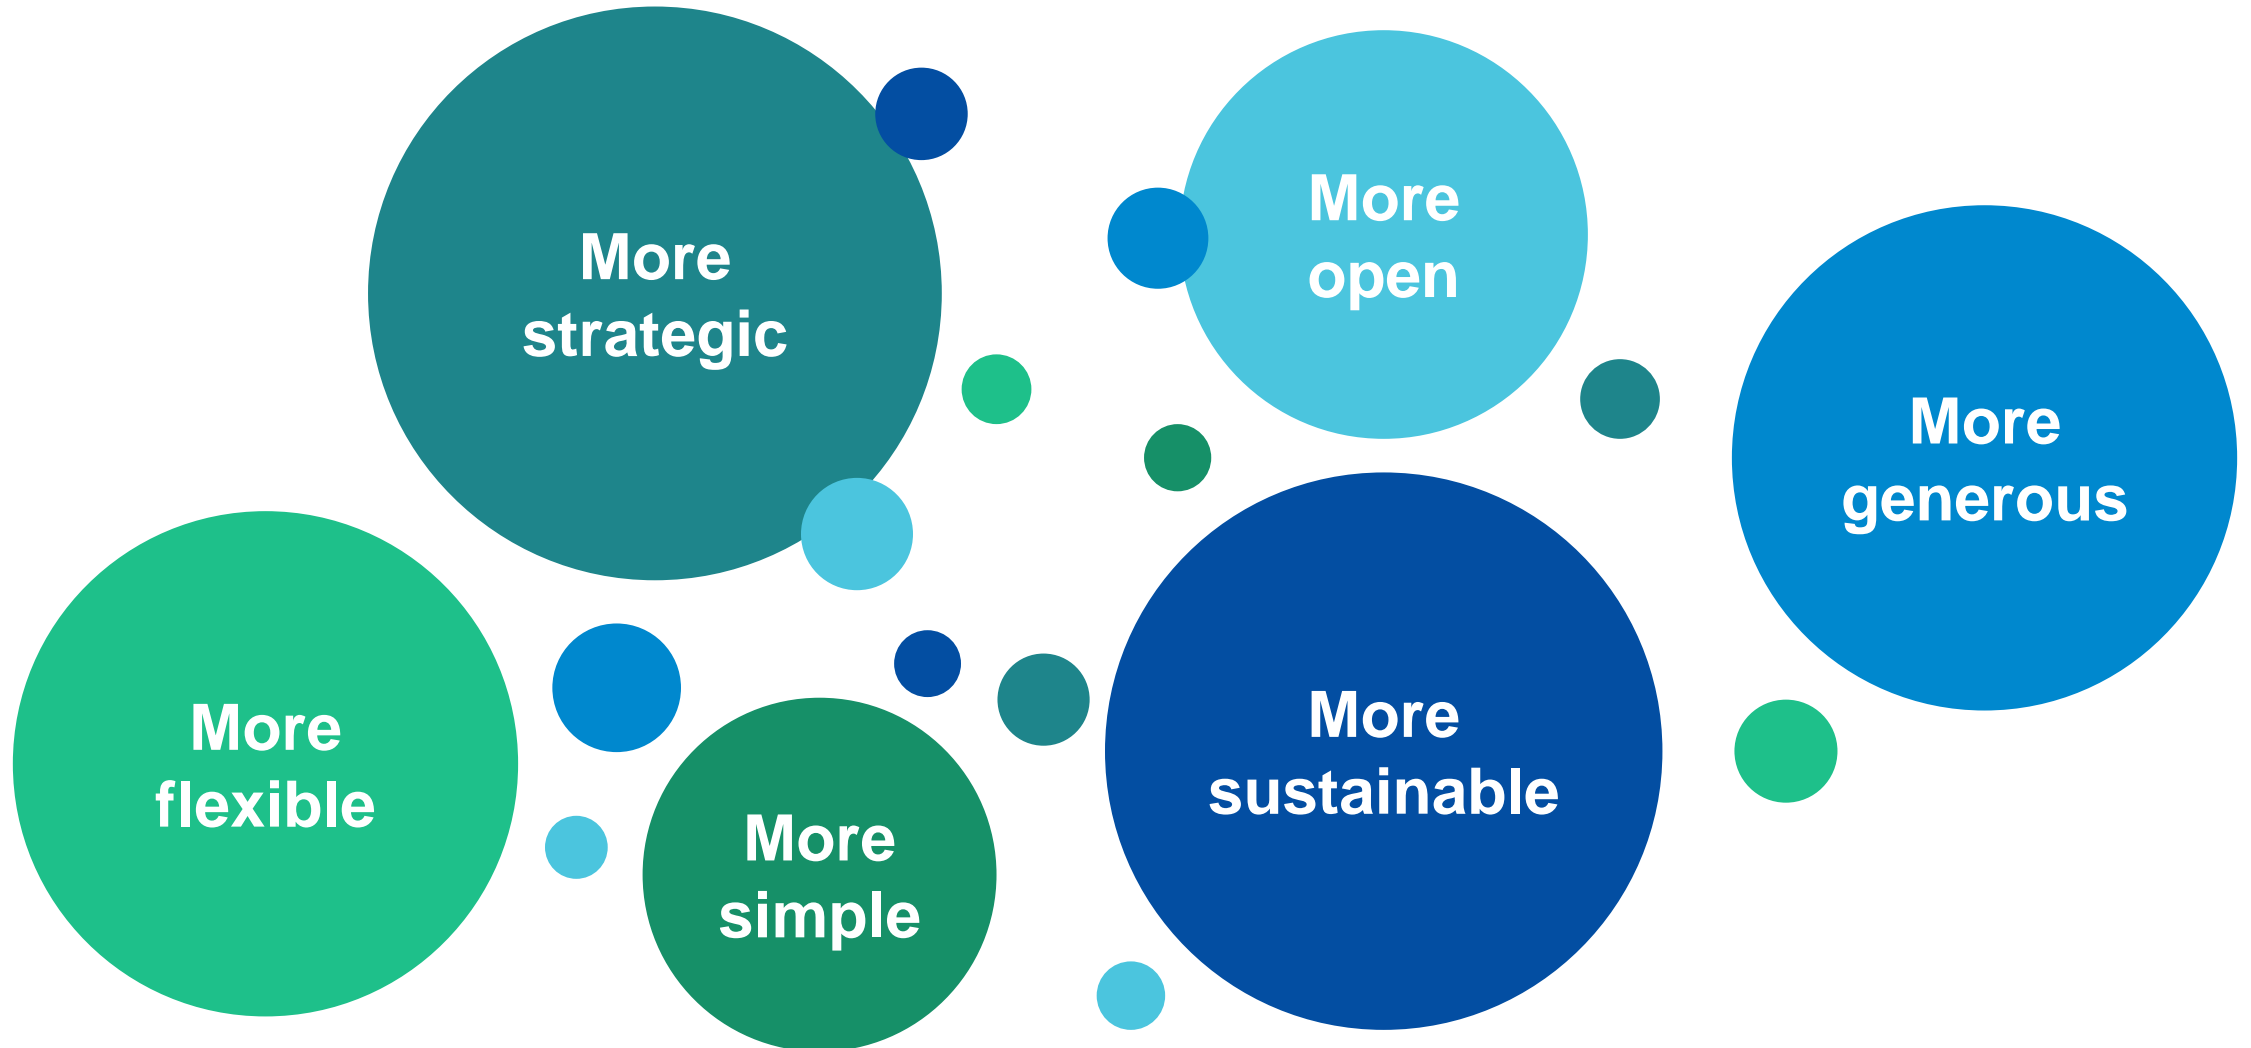 More
strategic
More
open
More
generous
More
flexible
More
sustainable
More
simple